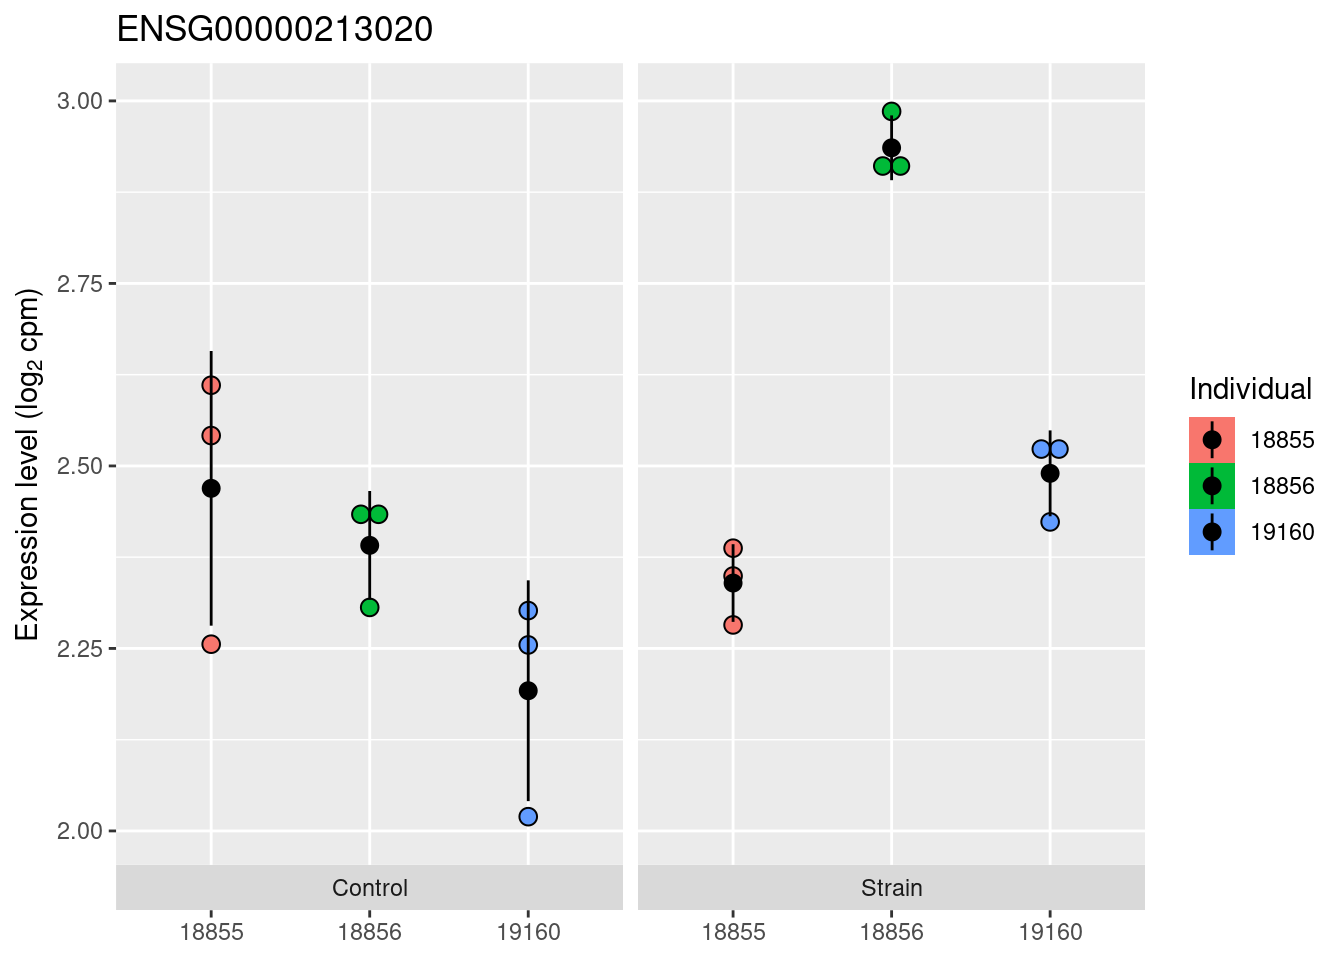 ENSG00000213020
Expression level (log₂ cpm)
3.00
2.75
2.50
2.25
2.00
Control
Strain
18855
18856
19160
18855
18856
19160
Individual
18855
18856
19160